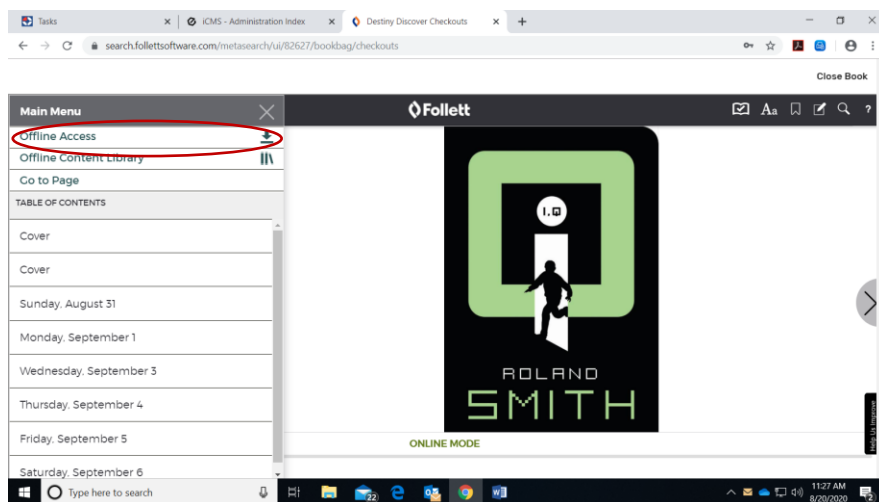 Tasks
iCMS - Administration Index
Destiny Discover Checkouts
search.follettsoftware.com/metasearch/ui/82627/bookbag/checkouts
Close Book
Main Menu
Follett
Aa
?
Offline Access
Offline Content Library
Go to Page
TABLE OF CONTENTS
Cover
Cover
Sunday, August 31
Monday, September 1
Wednesday, September 3
Thursday, September 4
Friday, September 5
Saturday, September 6
I.Q
ROLAND
SMITH
ONLINE MODE
Help Us Improve
Type here to search
22
11:27 AM
8/20/2020
2